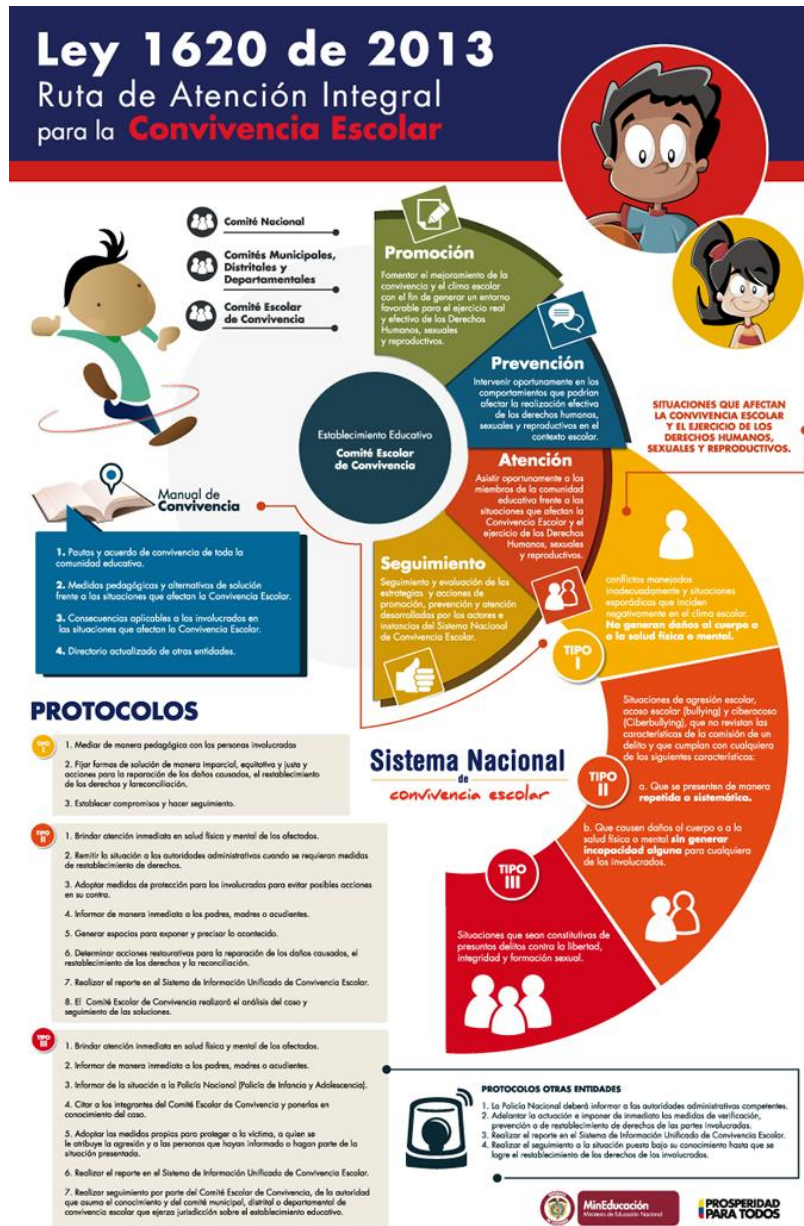 Ley 1620 de 2013
Ruta de Atención Integral
para la Convivencia Escolar
Comité Nacional
Comités Municipales,
Distritales y
Departamentales
Comité Escolar
de Convivencia
Promoción
Fomentar el mejoramiento de la
convivencia y el clima escolar
con el fin de generar un entorno
favorable para el ejercicio real
y efectivo de los Derechos
Humanos, sexuales
y reproductivos.
Prevención
Intervenir oportunamente en los
comportamientos que podrían
afectar la realización efectiva
de los derechos humanos,
sexuales y reproductivos en el
contexto escolar.
Establecimiento Educativo
Comité Escolar
de Convivencia
Atención
Asistir oportunamente a los
miembros de la comunidad
educativa frente a las
situaciones que afectan la
Convivencia Escolar y el
ejercicio de los Derechos
Humanos, sexuales
y reproductivos.
Seguimiento
Seguimiento y evaluación de las
estrategias y acciones de
promoción, prevención y atención
desarrolladas por los actores e
instancias del Sistema Nacional
de Convivencia Escolar.
SITUACIONES QUE AFECTAN
LA CONVIVENCIA ESCOLAR
Y EL EJERCICIO DE LOS
DERECHOS HUMANOS,
SEXUALES Y REPRODUCTIVOS.
Manual de
Convivencia
1. Pautas y acuerdo de convivencia de toda la
comunidad educativa.
2. Medidas pedagógicas y alternativas de solución
frente a las situaciones que afectan la Convivencia Escolar.
3. Consecuencias aplicables a los involucrados en
las situaciones que afectan la Convivencia Escolar.
4. Directorio actualizado de otras entidades.
TIPO
I
conflictos manejados
inadecuadamente y situaciones
esporádicas que inciden
negativamente en el clima escolar.
No generan daños al cuerpo o
a la salud física o mental.
TIPO
II
Situaciones de agresión escolar,
acoso escolar (bullying) y ciberacoso
(Ciberbullying), que no revistan las
características de la comisión de un
delito y que cumplan con cualquiera
de las siguientes características:
a. Que se presenten de manera
repetida o sistemática.
b. Que causen daños al cuerpo o a la
salud física o mental sin generar
incapacidad alguna para cualquiera
de los involucrados.
TIPO
III
Situaciones que sean constitutivas de
presuntos delitos contra la libertad,
integridad y formación sexual.
Sistema Nacional
de
convivencia escolar
PROTOCOLOS
TIPO
I
1. Mediar de manera pedagógica con las personas involucradas
2. Fijar formas de solución de manera imparcial, equitativa y justa y
acciones para la reparación de los daños causados, el restablecimiento
de los derechos y lareconciliación.
3. Establecer compromisos y hacer seguimiento.
TIPO
II
1. Brindar atención inmediata en salud física y mental de los afectados.
2. Remitir la situación a las autoridades administrativas cuando se requieran medidas
de restablecimiento de derechos.
3. Adoptar medidas de protección para los involucrados para evitar posibles acciones
en su contra.
4. Informar de manera inmediata a los padres, madres o acudientes.
5. Generar espacios para exponer y precisar lo acontecido.
6. Determinar acciones restaurativas para la reparación de los daños causados, el
restablecimiento de los derechos y la reconciliación.
7. Realizar el reporte en el Sistema de Información Unificado de Convivencia Escolar.
8. El Comité Escolar de Convivencia realizará el análisis del caso y
seguimiento de las soluciones.
TIPO
III
1. Brindar atención inmediata en salud física y mental de los afectados.
2. Informar de manera inmediata a los padres, madres o acudientes.
3. Informar de la situación a la Policía Nacional (Policía de Infancia y Adolescencia).
4. Citar a los integrantes del Comité Escolar de Convivencia y ponerlos en
conocimiento del caso.
5. Adoptar las medidas propias para proteger a la víctima, a quien se
le atribuye la agresión y a las personas que hayan informado o hagan parte de la
situación presentada.
6. Realizar el reporte en el Sistema de Información Unificado de Convivencia Escolar.
7. Realizar seguimiento por parte del Comité Escolar de Convivencia, de la autoridad
que asuma el conocimiento y del comité municipal, distrital o departamental de
convivencia escolar que ejerza jurisdicción sobre el establecimiento educativo.
PROTOCOLOS OTRAS ENTIDADES
1. La Policía Nacional deberá informar a las autoridades administrativas competentes.
2. Adelantar la actuación e imponer de inmediato las medidas de verificación,
prevención o de restablecimiento de derechos de las partes involucradas.
3. Realizar el reporte en el Sistema de Información Unificado de Convivencia Escolar.
4. Realizar el seguimiento a la situación puesta bajo su conocimiento hasta que se
logre el restablecimiento de los derechos de los involucrados.
MinEducación
Ministerio de Educación Nacional
PROSPERIDAD
PARA TODOS